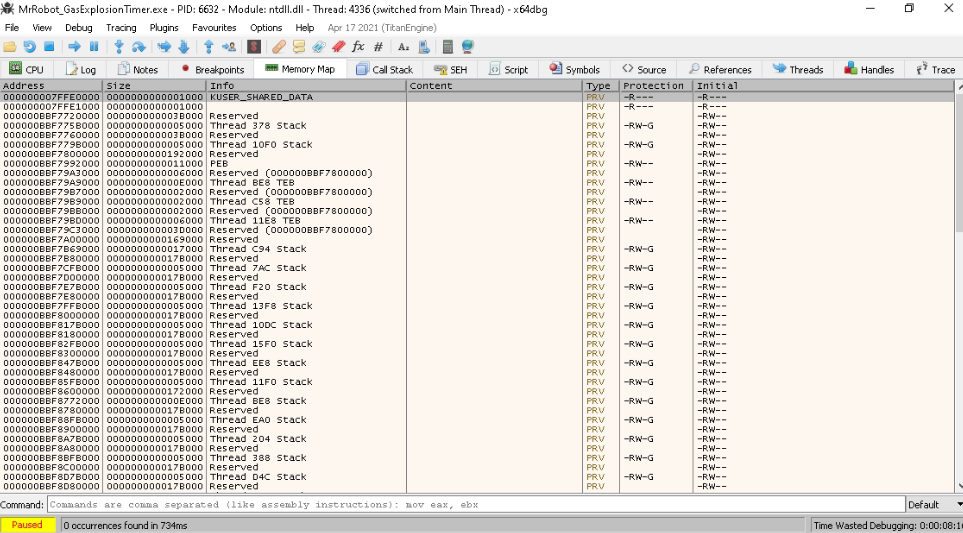 MrRobot_GasExplosionTimer.exe - PID: 6632 - Module: ntdll.dll - Thread: 4336 (switched from Main Thread) - x64dbg
File View Debug Tracing Plugins Favourites Options Help Apr 17 2021 (TitanEngine)
CPU Log Notes Breakpoints Memory Map Call Stack SEH Script Symbols Source References Threads Handles Trace
Address Size Info Content Type Protection Initial
000000007FFE0000 0000000000001000 KUSER_SHARED_DATA PRV -R--- -R---
000000007FFE1000 0000000000001000 PRV -R--- -R---
000000BBF7720000 000000000003B000 Reserved PRV -RW--
000000BBF775B000 0000000000005000 Thread 378 Stack PRV -RW-G -RW--
000000BBF7760000 000000000003B000 Reserved PRV -RW--
000000BBF779B000 0000000000005000 Thread 10F0 Stack PRV -RW-G -RW--
000000BBF7800000 0000000000192000 Reserved PRV -RW--
000000BBF7992000 0000000000011000 PEB PRV -RW-- -RW--
000000BBF79A3000 0000000000006000 Reserved (000000BBF7800000) PRV -RW--
000000BBF79A9000 000000000000E000 Thread BE8 TEB PRV -RW-- -RW--
000000BBF79B7000 0000000000002000 Reserved (000000BBF7800000) PRV -RW--
000000BBF79B9000 0000000000002000 Thread C58 TEB PRV -RW-- -RW--
000000BBF79BB000 0000000000002000 Reserved (000000BBF7800000) PRV -RW--
000000BBF79BD000 0000000000006000 Thread 11E8 TEB PRV -RW-- -RW--
000000BBF79C3000 000000000003D000 Reserved (000000BBF7800000) PRV -RW--
000000BBF7A00000 0000000000169000 Reserved PRV -RW--
000000BBF7B69000 0000000000017000 Thread C94 Stack PRV -RW-G -RW--
000000BBF7B80000 000000000017B000 Reserved PRV -RW--
000000BBF7CFB000 0000000000005000 Thread 7AC Stack PRV -RW-G -RW--
000000BBF7D00000 000000000017B000 Reserved PRV -RW--
000000BBF7E7B000 0000000000005000 Thread F20 Stack PRV -RW-G -RW--
000000BBF7E80000 000000000017B000 Reserved PRV -RW--
000000BBF7FFB000 0000000000005000 Thread 13F8 Stack PRV -RW-G -RW--
000000BBF8000000 000000000017B000 Reserved PRV -RW--
000000BBF817B000 0000000000005000 Thread 10DC Stack PRV -RW-G -RW--
000000BBF8180000 000000000017B000 Reserved PRV -RW--
000000BBF82FB000 0000000000005000 Thread 15F0 Stack PRV -RW-G -RW--
000000BBF8300000 000000000017B000 Reserved PRV -RW--
000000BBF847B000 0000000000005000 Thread EE8 Stack PRV -RW-G -RW--
000000BBF8480000 000000000017B000 Reserved PRV -RW--
000000BBF85FB000 0000000000005000 Thread 11F0 Stack PRV -RW-G -RW--
000000BBF8600000 0000000000172000 Reserved PRV -RW--
000000BBF8772000 000000000000E000 Thread BE8 Stack PRV -RW-G -RW--
000000BBF8780000 000000000017B000 Reserved PRV -RW--
000000BBF88FB000 0000000000005000 Thread EA0 Stack PRV -RW-G -RW--
000000BBF8900000 000000000017B000 Reserved PRV -RW--
000000BBF8A7B000 0000000000005000 Thread 204 Stack PRV -RW-G -RW--
000000BBF8A80000 000000000017B000 Reserved PRV -RW--
000000BBF8BFB000 0000000000005000 Thread 388 Stack PRV -RW-G -RW--
000000BBF8C00000 000000000017B000 Reserved PRV -RW--
000000BBF8D7B000 0000000000005000 Thread D4C Stack PRV -RW-G -RW--
000000BBF8D80000 000000000017B000 Reserved PRV -RW--
Command: Commands are comma separated (like assembly instructions): mov eax, ebx Default
Paused 0 occurrences found in 734ms Time Wasted Debugging: 0:00:08:1